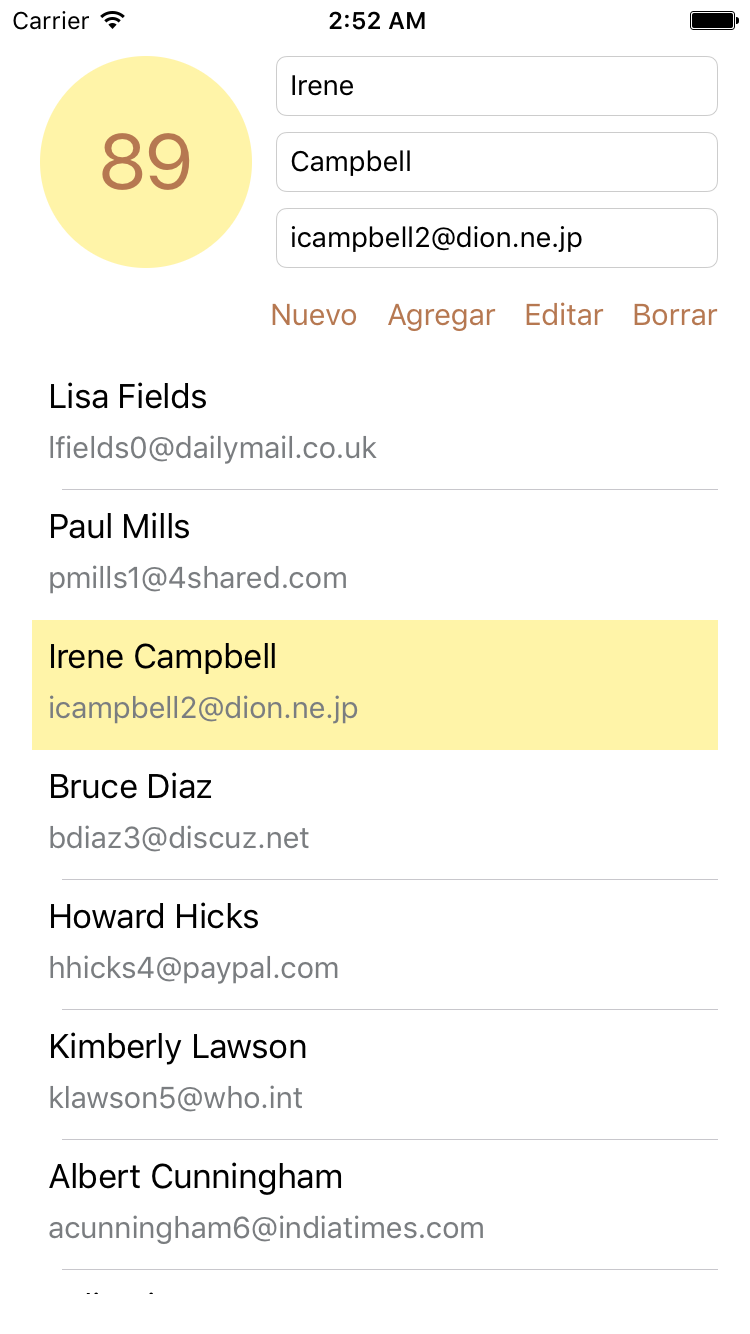 Carrier 2:52 AM
89
Irene
Campbell
icampbell2@dion.ne.jp
Nuevo Agregar Editar Borrar
Lisa Fields
lfields0@dailymail.co.uk
Paul Mills
pmills1@4shared.com
Irene Campbell
icampbell2@dion.ne.jp
Bruce Diaz
bdiaz3@discuz.net
Howard Hicks
hhicks4@paypal.com
Kimberly Lawson
klawson5@who.int
Albert Cunningham
acunningham6@indiatimes.com